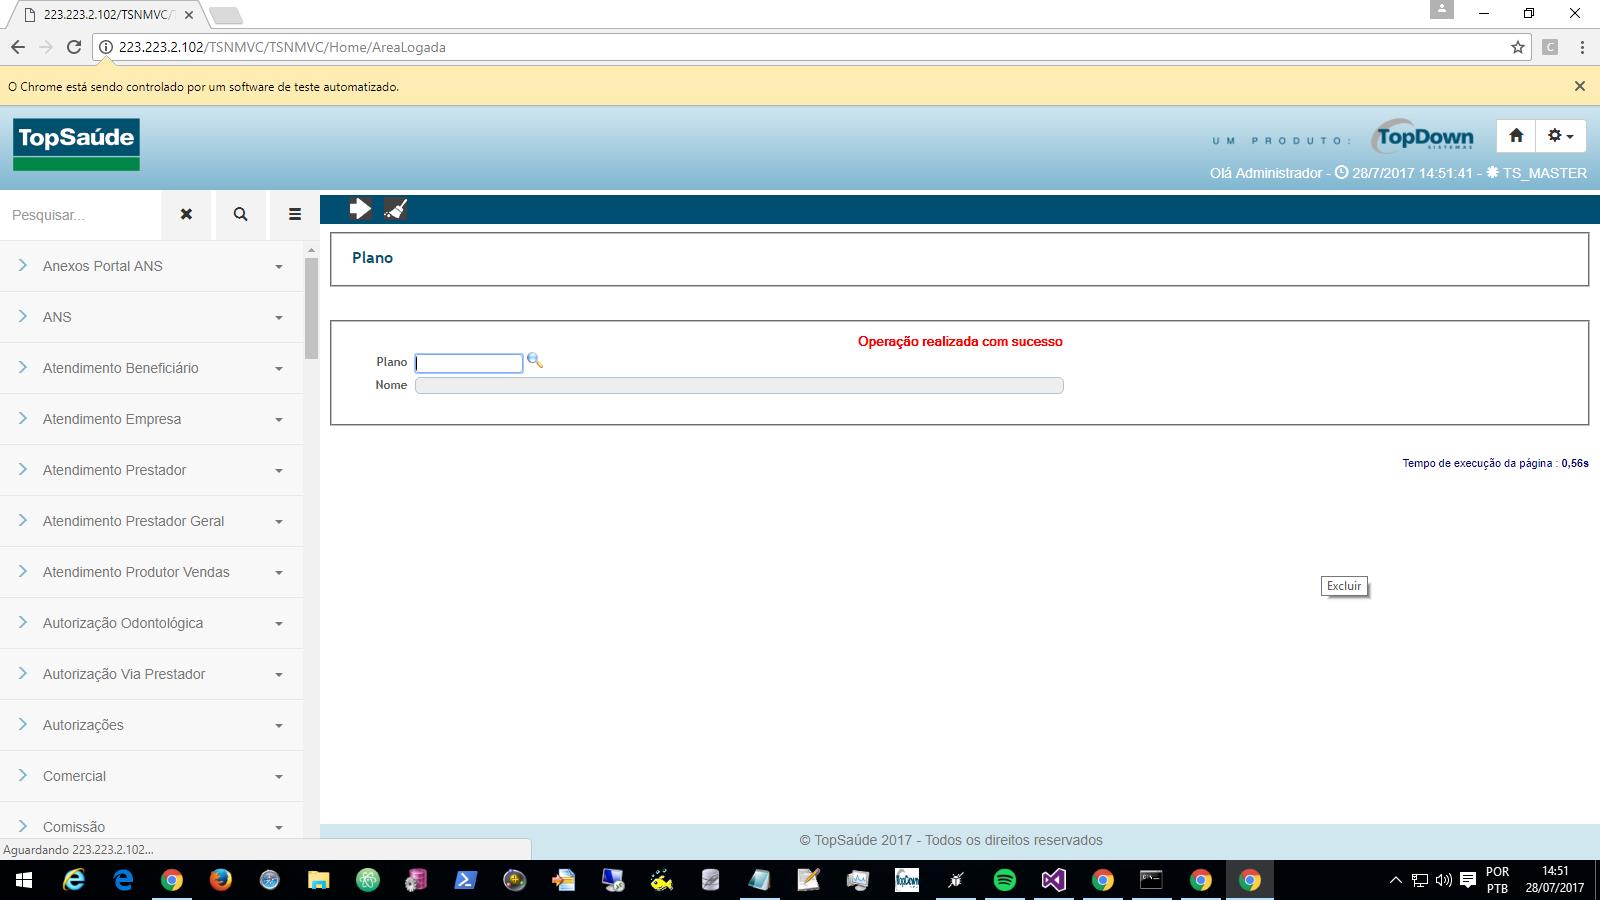 223.223.2.102/TSNMVC/
223.223.2.102/TSNMVC/TSNMVC/Home/AreaLogada
C
O Chrome está sendo controlado por um software de teste automatizado.
TopSaúde
UM PRODUTO:
TopDown
SISTEMAS
Olá Administrador - 28/7/2017 14:51:41 - TS_MASTER
Pesquisar...
Anexos Portal ANS
ANS
Atendimento Beneficiário
Atendimento Empresa
Atendimento Prestador
Atendimento Prestador Geral
Atendimento Produtor Vendas
Autorização Odontológica
Autorização Via Prestador
Autorizações
Comercial
Comissão
Plano
Operação realizada com sucesso
Plano
Nome
Tempo de execução da página : 0,56s
Excluir
© TopSaúde 2017 - Todos os direitos reservados
Aguardando 223.223.2.102...
TopDown
POR
PTB
14:51
28/07/2017